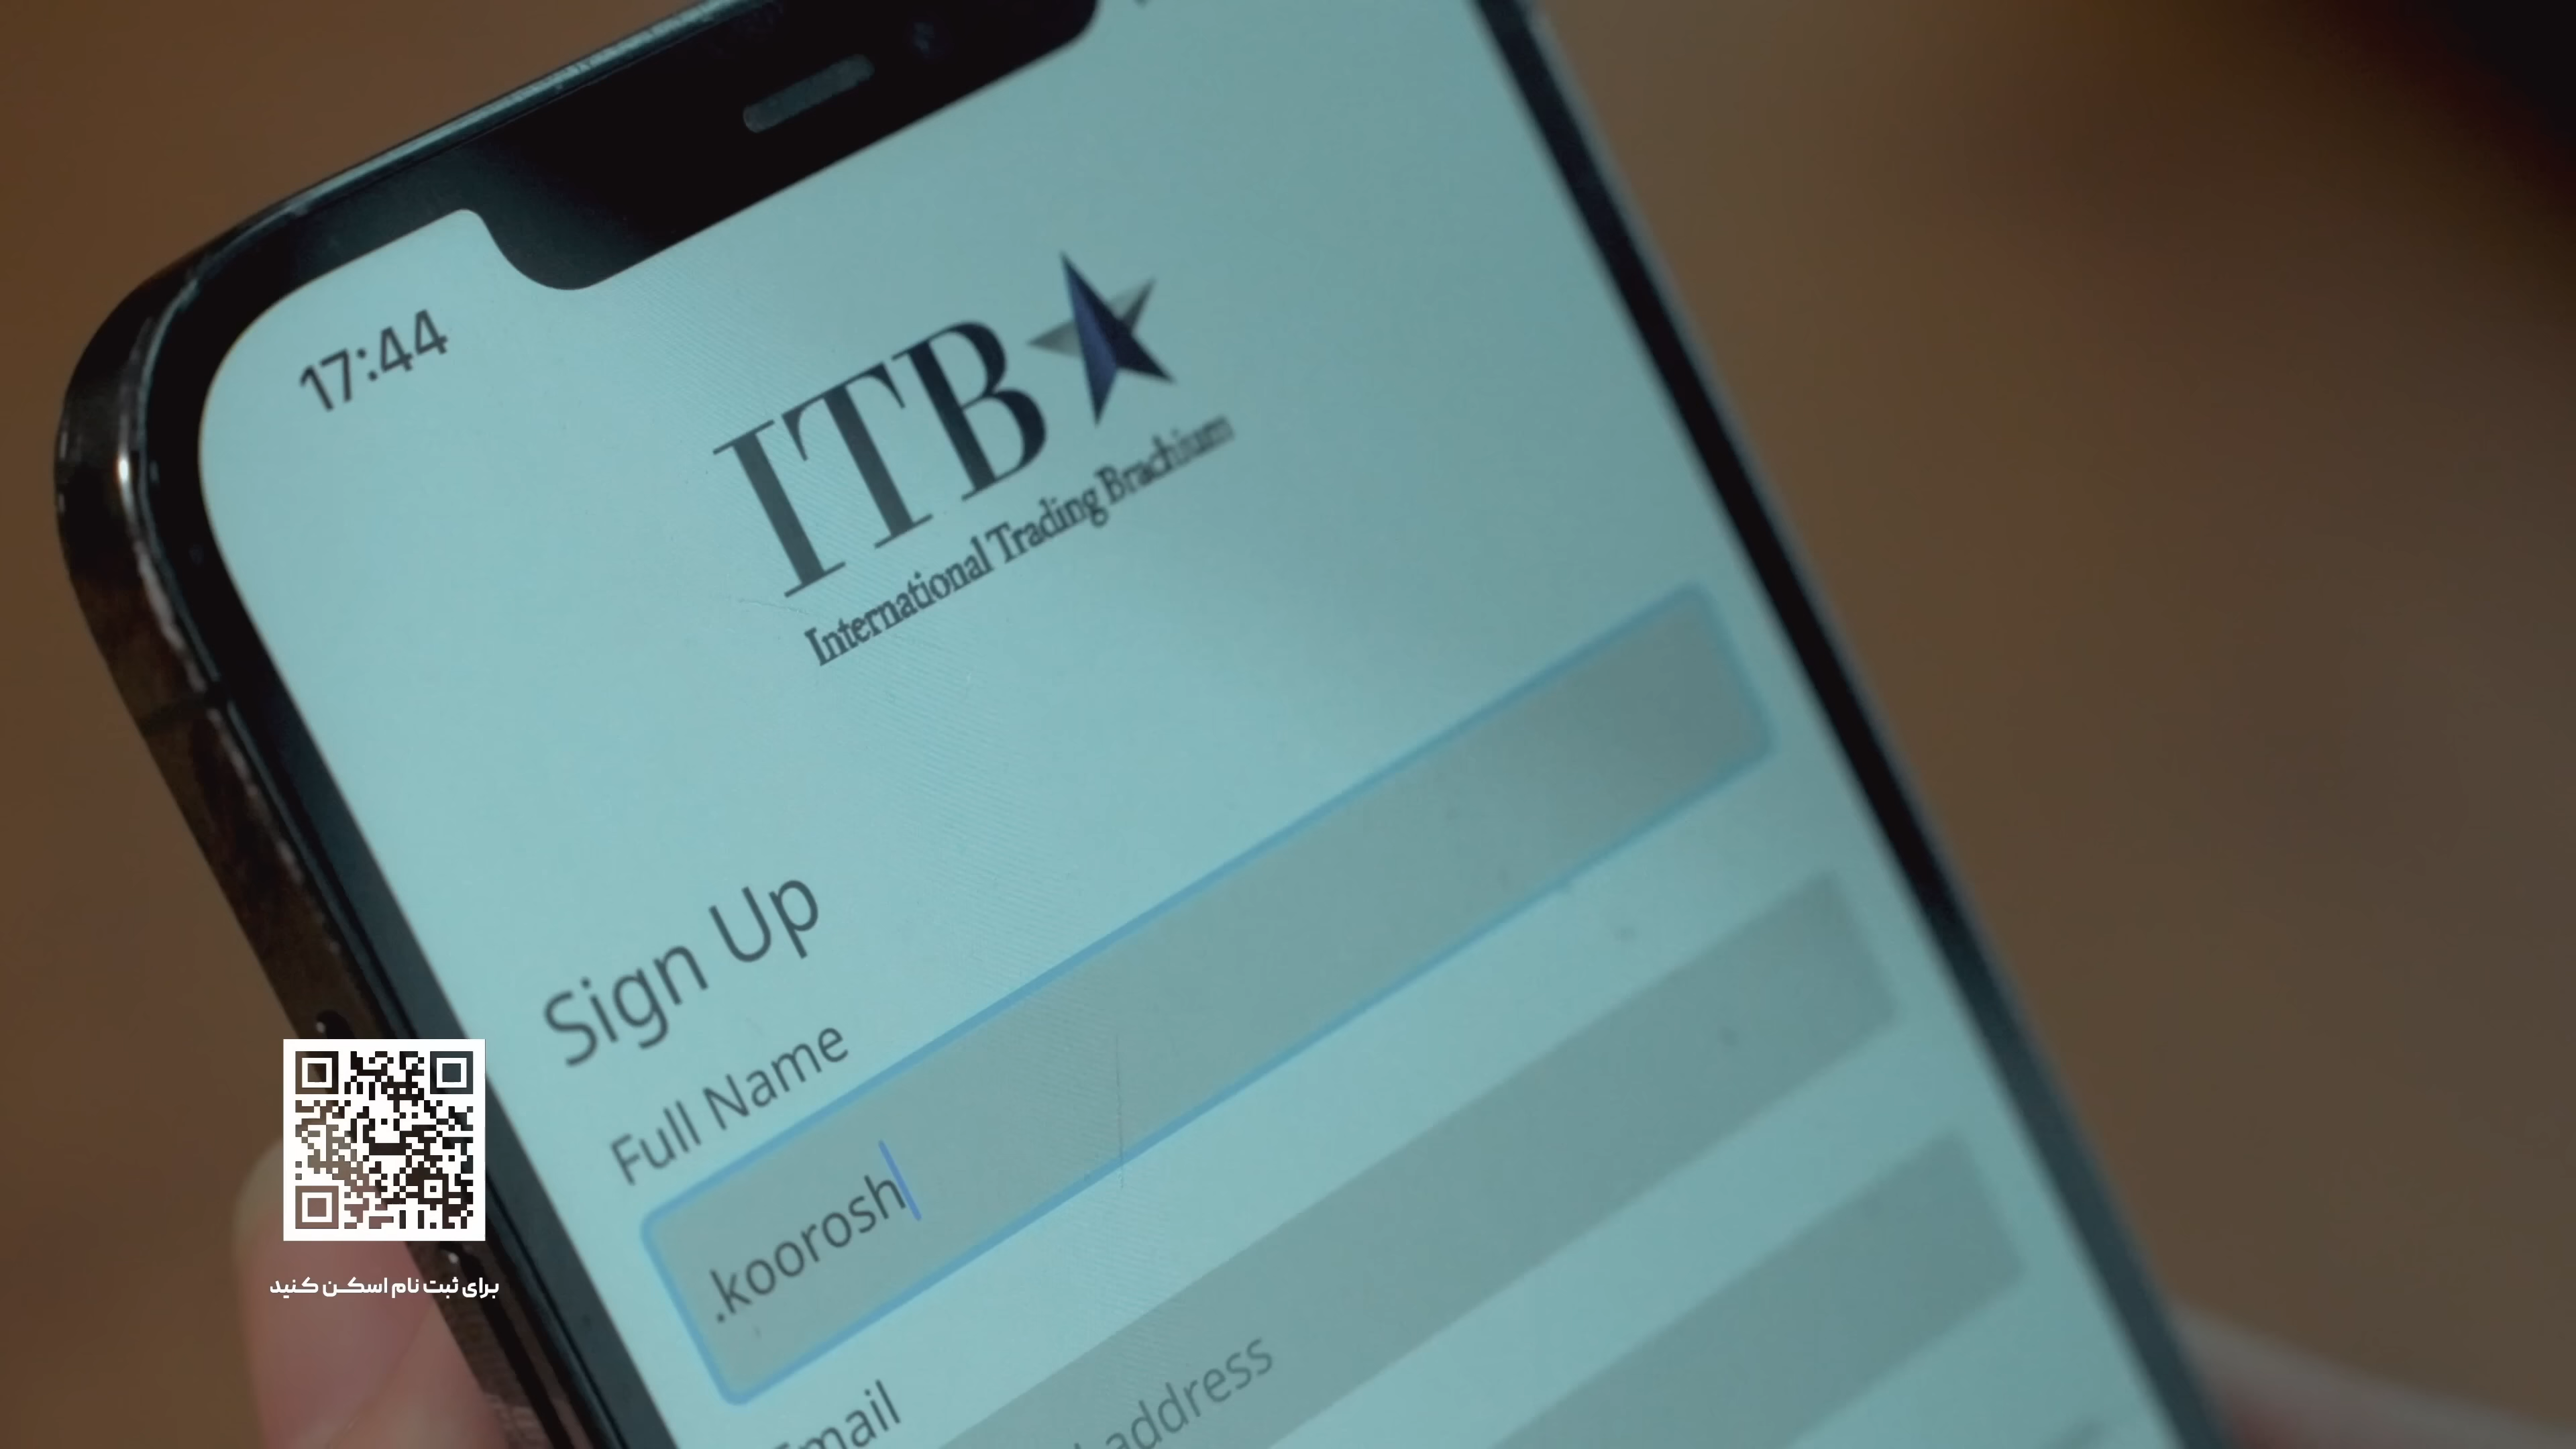 17:44
ITB
International Trading Brachium
Sign Up
Full Name
.koorosh
Email
address
برای ثبت نام اسکن کنید